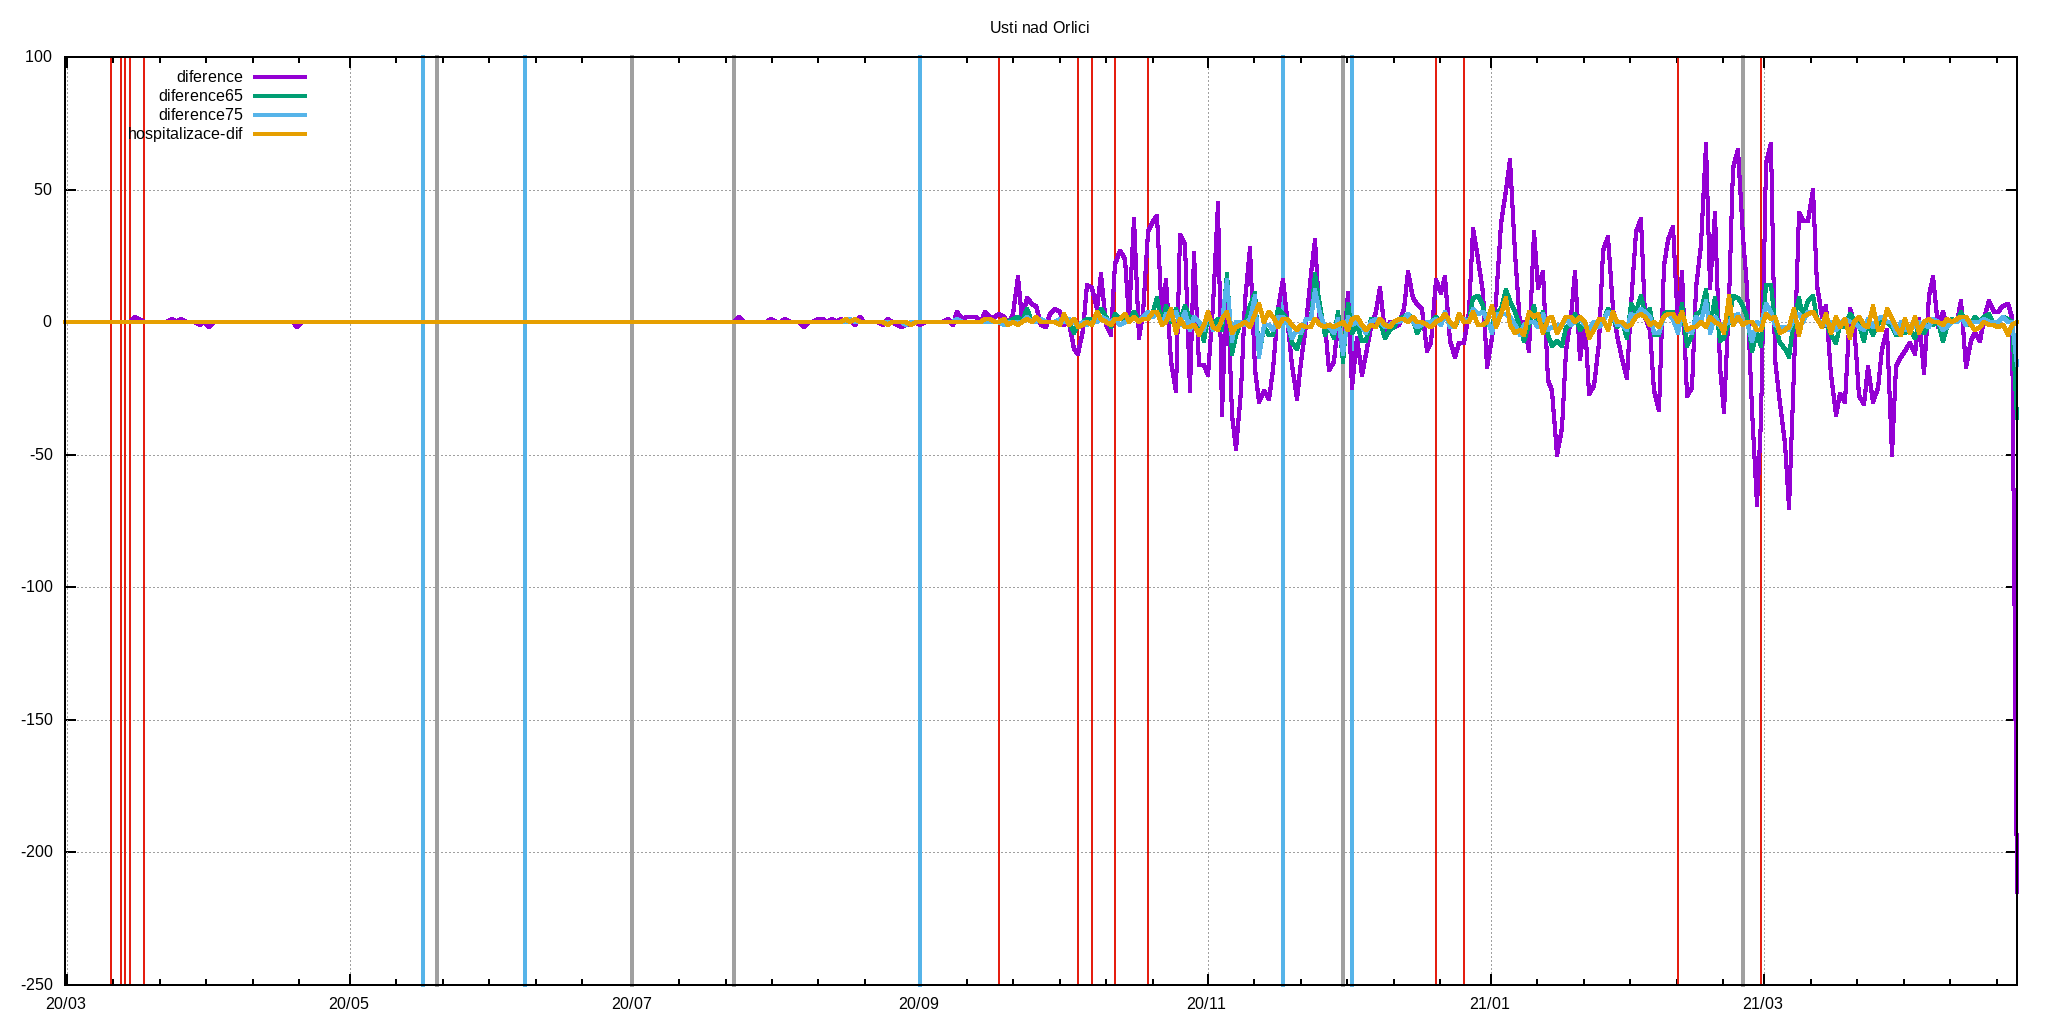 Usti nad Orlici
100
50
0
-50
-100
-150
-200
-250
diference
diference65
diference75
hospitalizace-dif
20/03 20/05 20/07 20/09 20/11 21/01 21/03